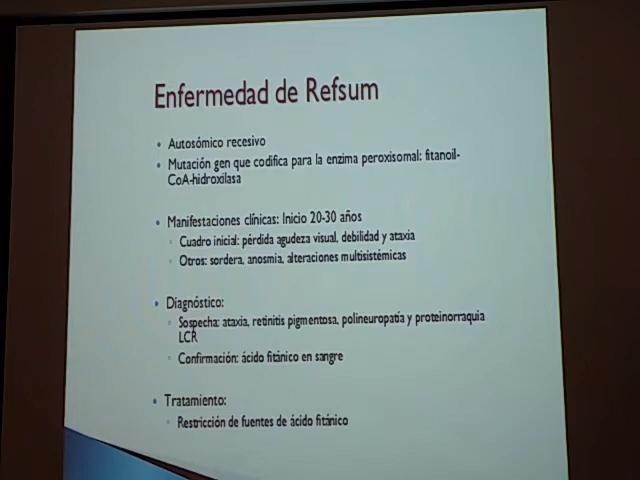 Enfermedad de Refsum
• Autosómico recesivo
• Mutación gen que codifica para la enzima peroxisomal: fitanoil-
CoA-hidroxilasa
• Manifestaciones clínicas: Inicio 20-30 años
◦ Cuadro inicial: pérdida agudeza visual, debilidad y ataxia
◦ Otros: sordera, anosmia, alteraciones multisistémicas
• Diagnóstico:
◦ Sospecha: ataxia, retinitis pigmentosa, polineuropatía y proteinorraquia
LCR
◦ Confirmación: ácido fitánico en sangre
• Tratamiento:
◦ Restricción de fuentes de ácido fitánico